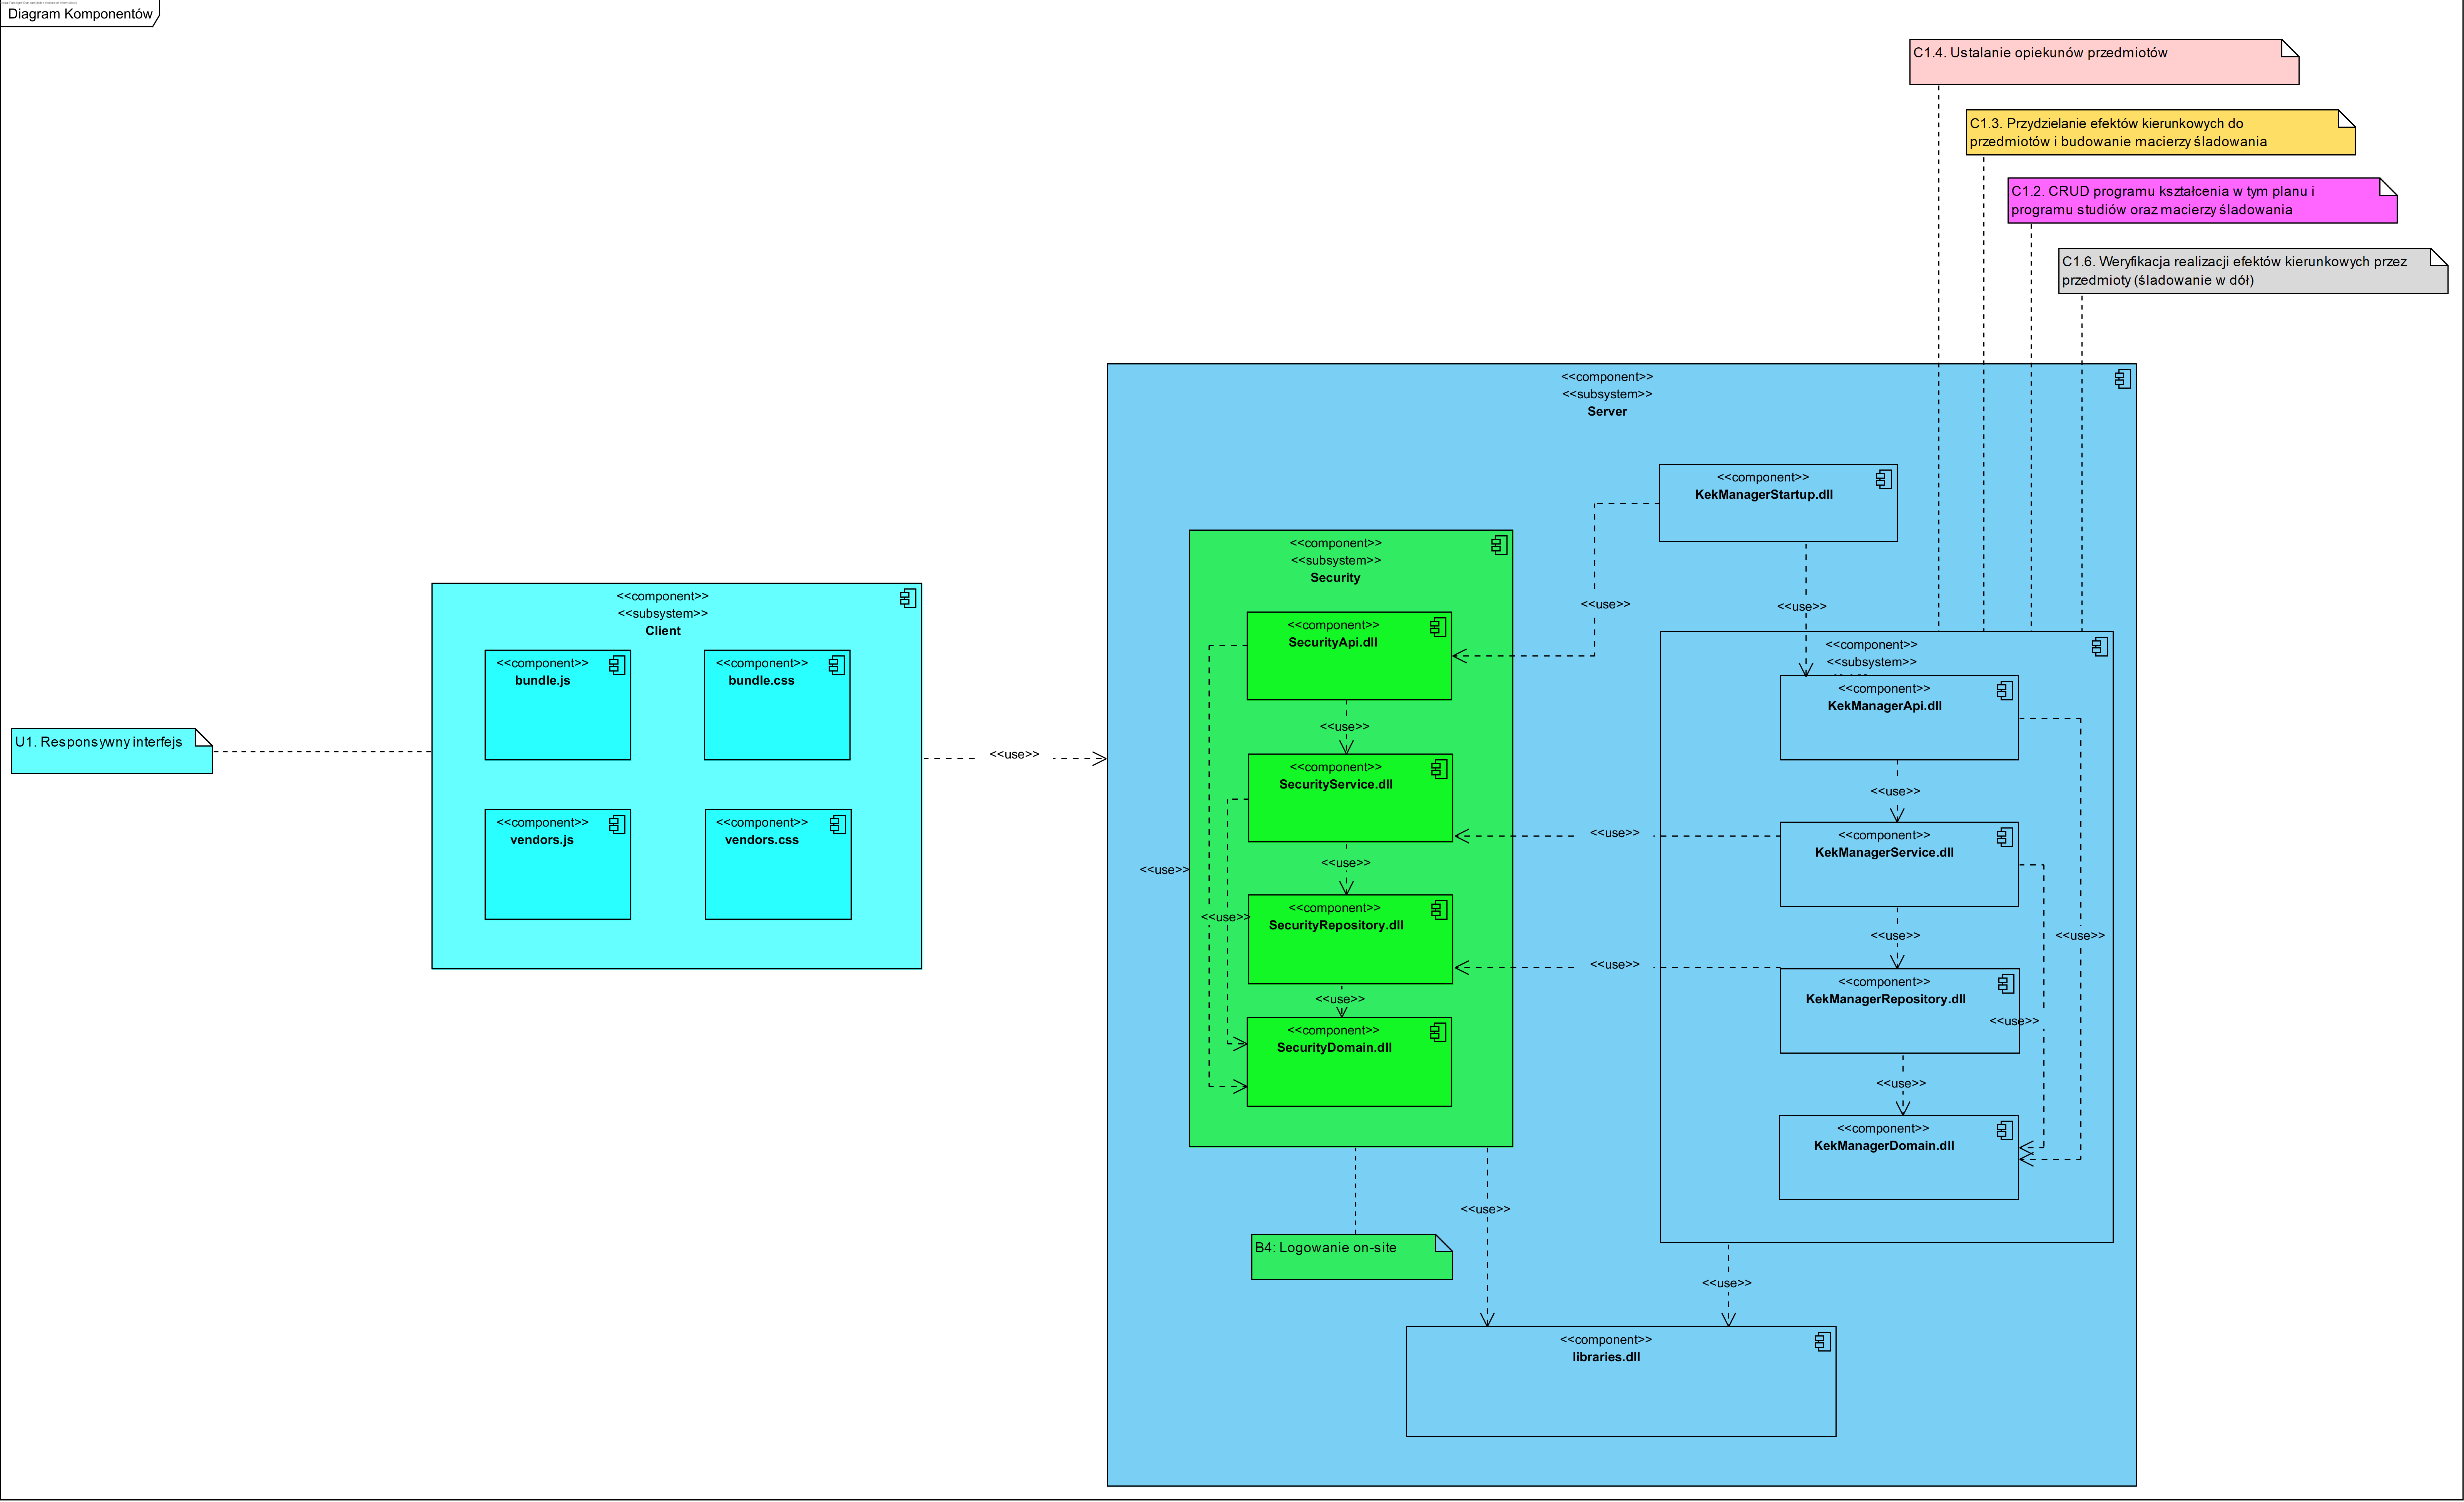 Diagram Komponentów
C1.4. Ustalanie opiekunów przedmiotów
C1.3. Przydzielanie efektów kierunkowych do
przedmiotów i budowanie macierzy śladowania
C1.2. CRUD programu kształcenia w tym planu i
programu studiów oraz macierzy śladowania
C1.6. Weryfikacja realizacji efektów kierunkowych przez
przedmioty (śladowanie w dół)
U1. Responsywny interfejs
<<component>>
<<subsystem>>
Client
<<component>>
bundle.js
<<component>>
bundle.css
<<component>>
vendors.js
<<component>>
vendors.css
<<use>>
<<component>>
<<subsystem>>
Server
<<component>>
KekManagerStartup.dll
<<use>>
<<use>>
<<component>>
<<subsystem>>
Security
<<component>>
SecurityApi.dll
<<use>>
<<component>>
SecurityService.dll
<<use>>
<<use>>
<<use>>
<<component>>
SecurityRepository.dll
<<use>>
<<component>>
SecurityDomain.dll
<<use>>
<<use>>
<<component>>
<<subsystem>>
<<component>>
KekManagerApi.dll
<<use>>
<<component>>
KekManagerService.dll
<<use>>
<<use>>
<<component>>
KekManagerRepository.dll
<<use>>
<<use>>
<<component>>
KekManagerDomain.dll
B4: Logowanie on-site
<<use>>
<<use>>
<<component>>
libraries.dll